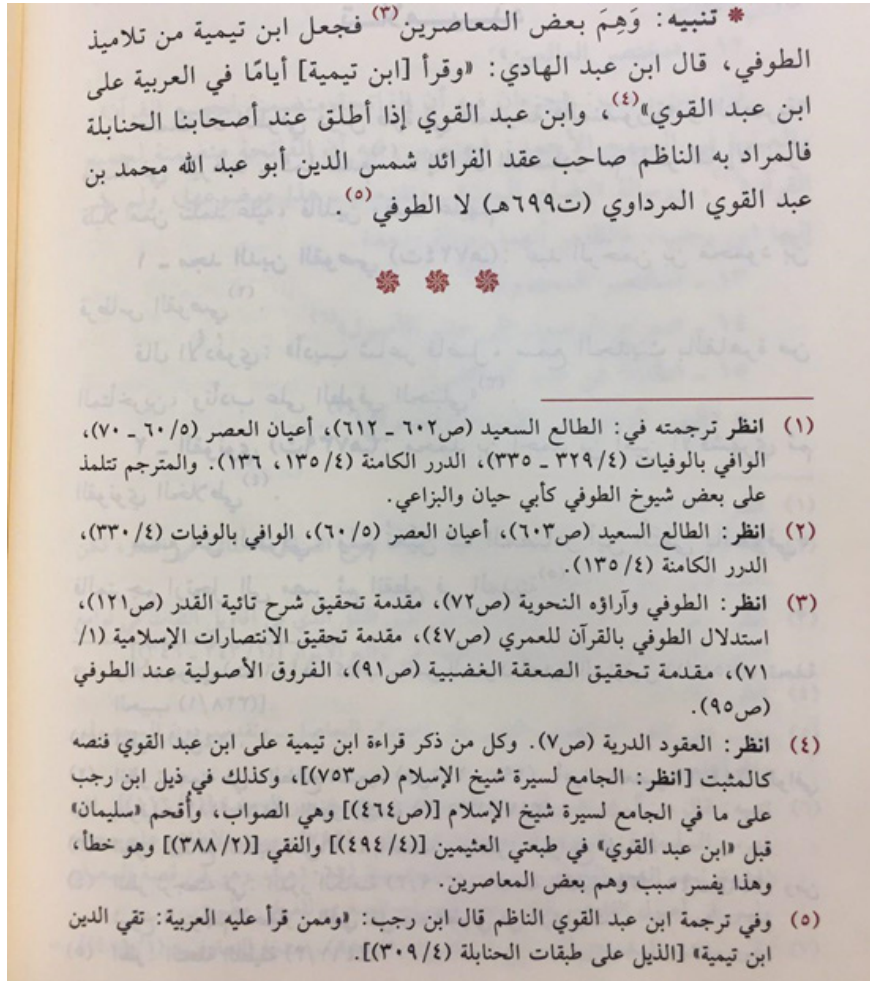 * تنبيه: وَهِمَ بعض المعاصرين(٣) فجعل ابن تيمية من تلاميذ
الطوفي، قال ابن عبد الهادي: «وقرأ [ابن تيمية] أيامًا في العربية على
ابن عبد القوي»(٤)، وابن عبد القوي إذا أطلق عند أصحابنا الحنابلة
فالمراد به الناظم صاحب عقد الفرائد شمس الدين أبو عبد الله محمد بن
عبد القوي المرداوي (ت٦٩٩هـ) لا الطوفي(٥).
(١) انظر ترجمته في: الطالع السعيد (ص٦٠٢ ـ ٦١٢)، أعيان العصر (٥/ ٦٠ ـ ٧٠)،
الوافي بالوفيات (٤/ ٣٢٩ ـ ٣٣٥)، الدرر الكامنة (٤/ ١٣٥، ١٣٦). والمترجم تتلمذ
على بعض شيوخ الطوفي كأبي حيان والبزاعي.
(٢) انظر: الطالع السعيد (ص٦٠٣)، أعيان العصر (٥/ ٦٠)، الوافي بالوفيات (٤/ ٣٣٠)،
الدرر الكامنة (٤/ ١٣٥).
(٣) انظر: الطوفي وآراؤه النحوية (ص٧٢)، مقدمة تحقيق شرح تائية القدر (ص١٢١)،
استدلال الطوفي بالقرآن للعمري (ص٤٧)، مقدمة تحقيق الانتصارات الإسلامية (١/
٧١)، مقدمة تحقيق الصعقة الغضبية (ص٩١)، الفروق الأصولية عند الطوفي
(ص٩٥).
(٤) انظر: العقود الدرية (ص٧). وكل من ذكر قراءة ابن تيمية على ابن عبد القوي فنصه
كالمثبت [انظر: الجامع لسيرة شيخ الإسلام (ص٧٥٣)]، وكذلك في ذيل ابن رجب
على ما في الجامع لسيرة شيخ الإسلام [(ص٤٦٤)] وهي الصواب، وأُقحم «سليمان»
قبل «ابن عبد القوي» في طبعتي العثيمين [(٤/ ٤٩٤)] والفقي [(٢/ ٣٨٨)] وهو خطأ،
وهذا يفسر سبب وهم بعض المعاصرين.
(٥) وفي ترجمة ابن عبد القوي الناظم قال ابن رجب: «وممن قرأ عليه العربية: تقي الدين
ابن تيمية» [الذيل على طبقات الحنابلة (٤/ ٣٠٩)].